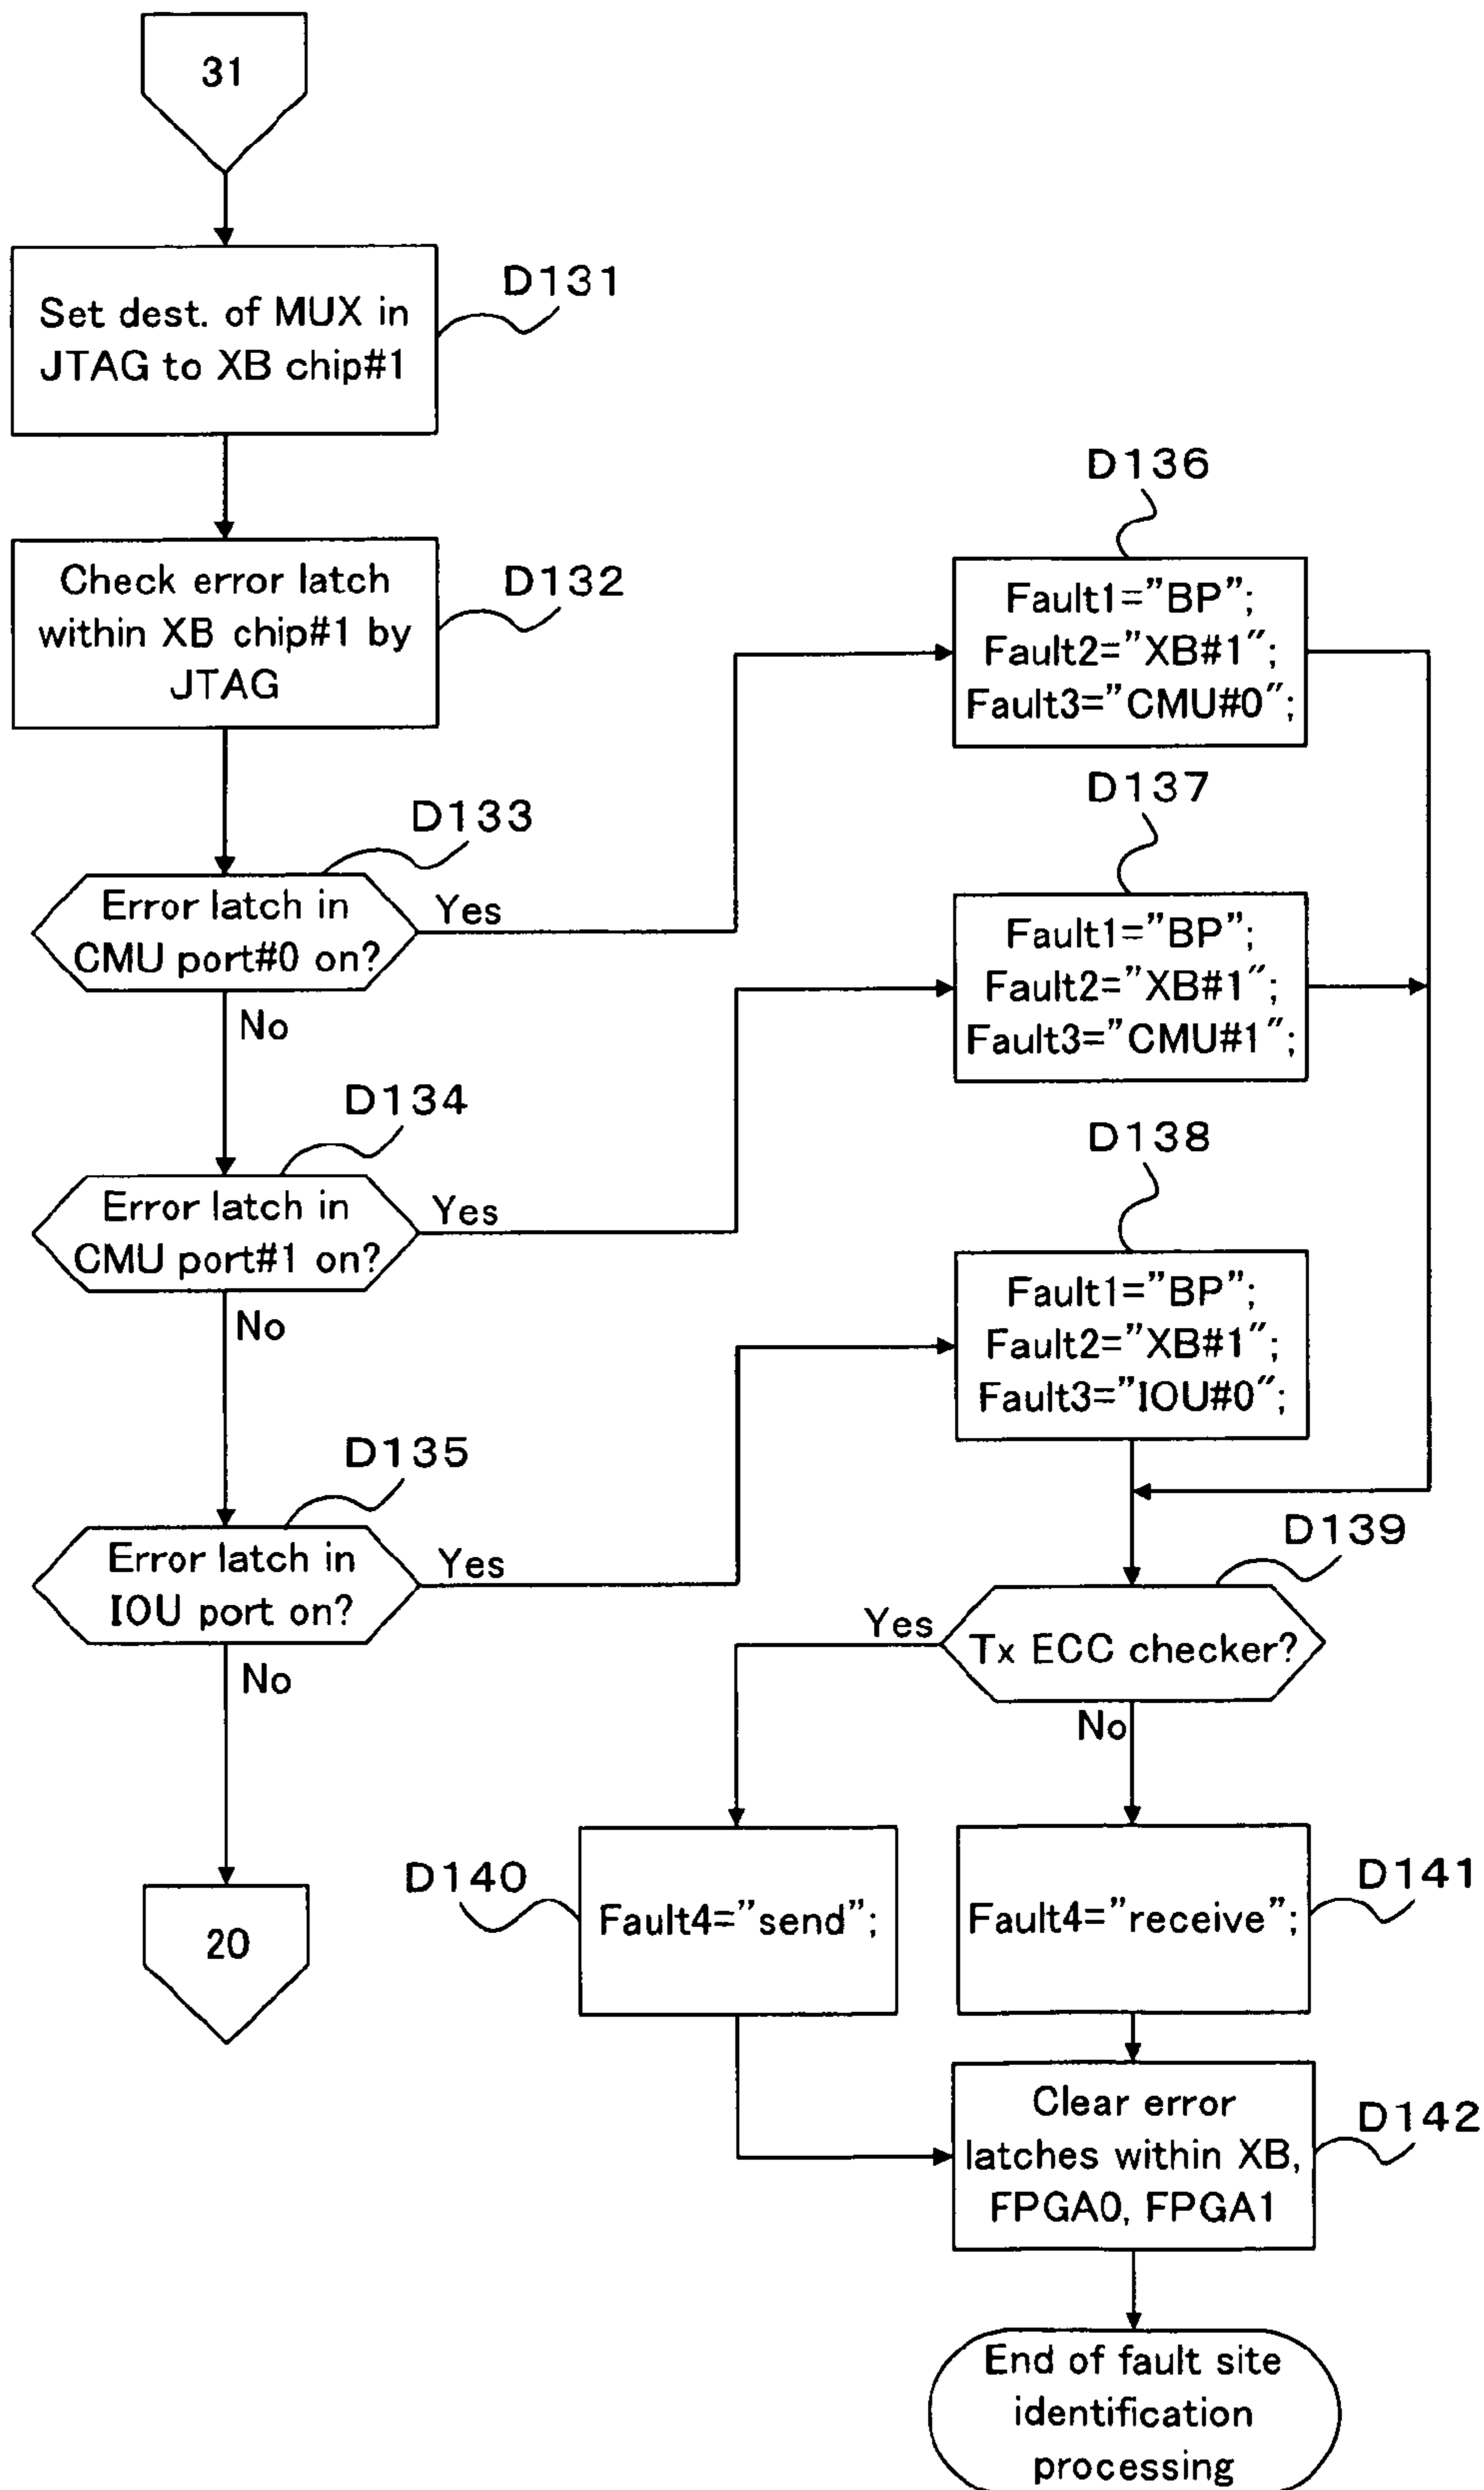 31
Set dest. of MUX in
JTAG to XB chip#1
D131
Check error latch
within XB chip#1 by
JTAG
D132
D133
Error latch in
CMU port#0 on?
Yes
No
D134
Error latch in
CMU port#1 on?
Yes
No
D135
Error latch in
IOU port on?
Yes
No
20
D136
Fault1="BP";
Fault2="XB#1";
Fault3="CMU#0";
D137
Fault1="BP";
Fault2="XB#1";
Fault3="CMU#1";
D138
Fault1="BP";
Fault2="XB#1";
Fault3="IOU#0";
D139
Tx ECC checker?
Yes
No
D140
Fault4="send";
D141
Fault4="receive";
D142
Clear error
latches within XB,
FPGA0, FPGA1
End of fault site
identification
processing